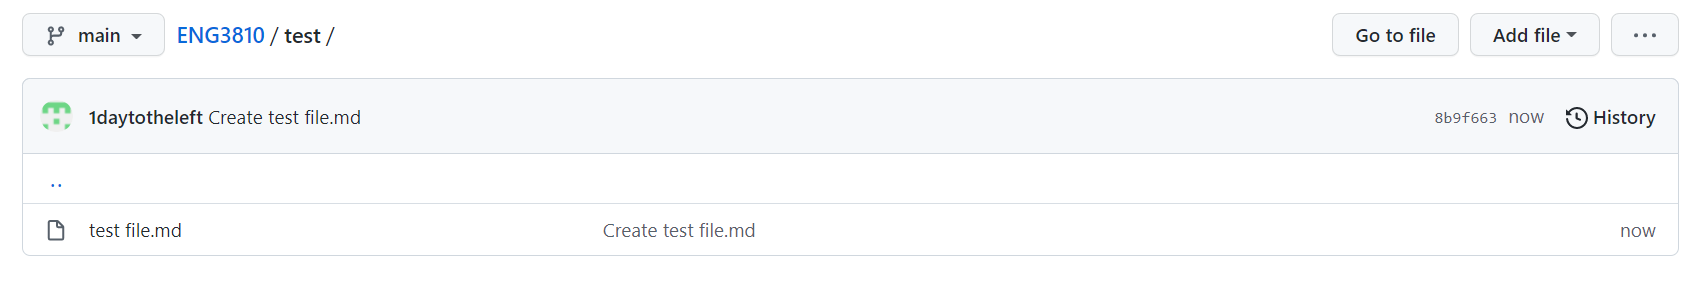 main ENG3810 / test / Go to file Add file ...
1daytotheleft Create test file.md 8b9f663 now History
..
test file.md Create test file.md now